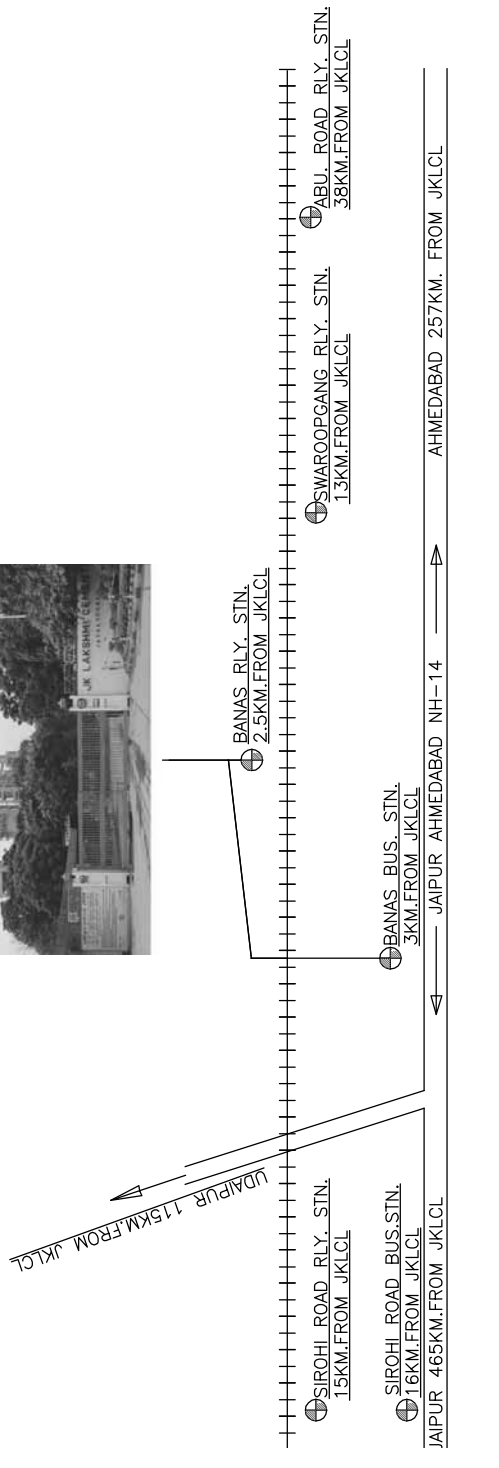 JK LAKSHMI
ABU. ROAD RLY. STN.
38KM.FROM JKLCL
SWAROOPGANG RLY. STN.
13KM.FROM JKLCL
BANAS RLY. STN.
2.5KM.FROM JKLCL
BANAS BUS. STN.
3KM.FROM JKLCL
SIROHI ROAD RLY. STN.
15KM.FROM JKLCL
SIROHI ROAD BUS.STN.
16KM.FROM JKLCL
UDAIPUR 115KM.FROM JKLCL
JAIPUR 465KM.FROM JKLCL
JAIPUR AHMEDABAD NH-14
AHMEDABAD 257KM. FROM JKLCL